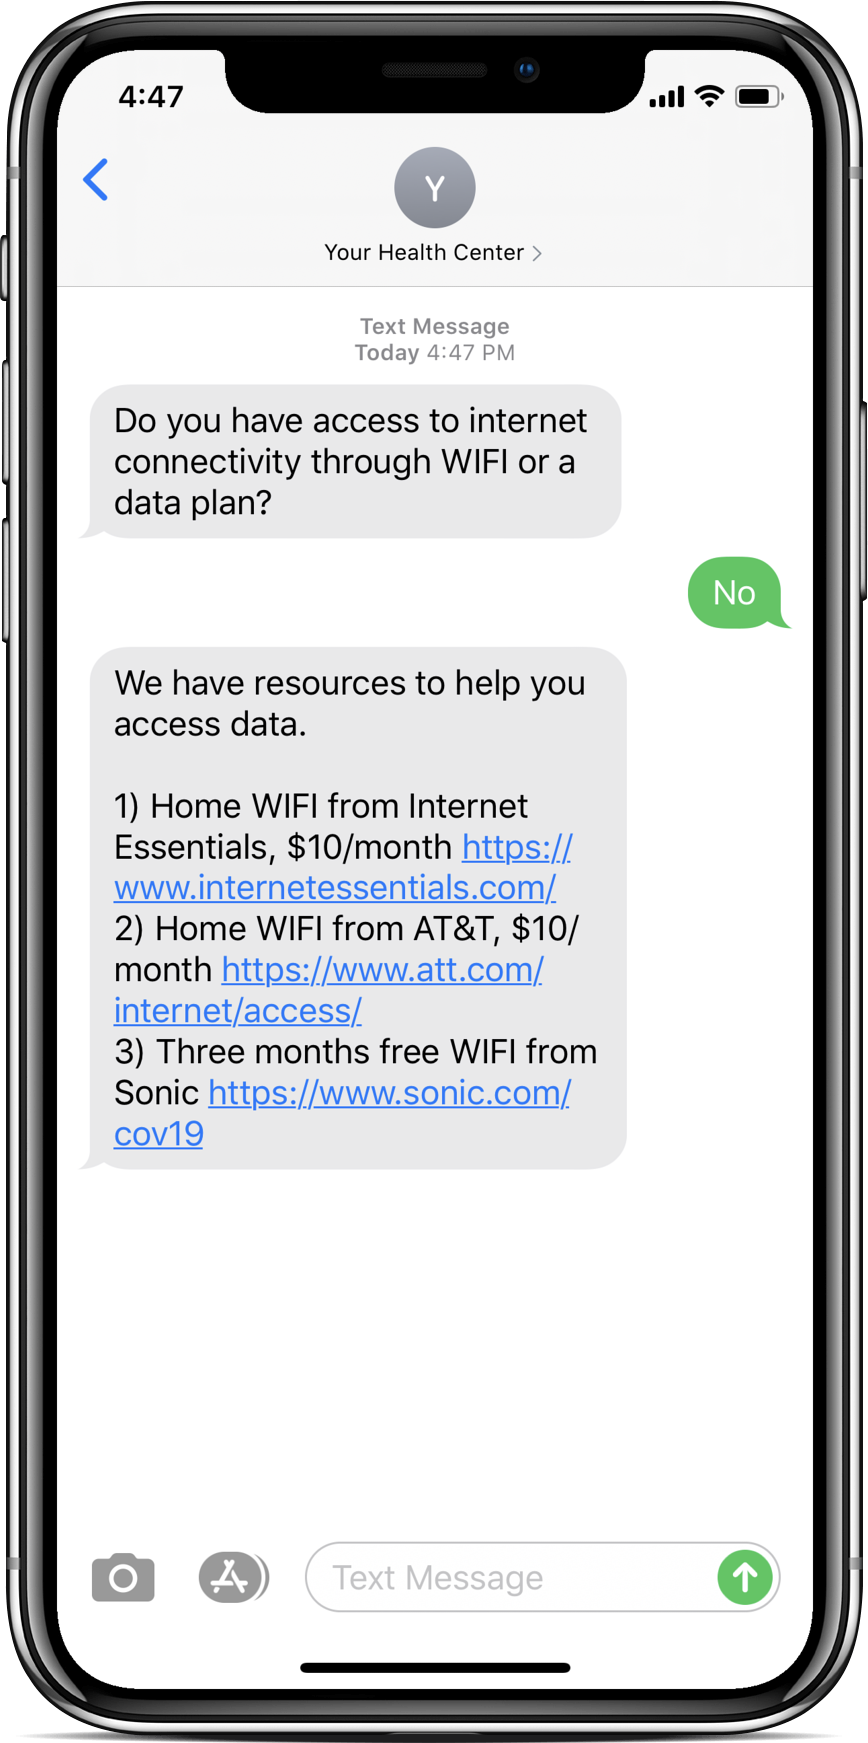 4:47
Y
Your Health Center
Text Message
Today 4:47 PM
Do you have access to internet
connectivity through WIFI or a
data plan?
No
We have resources to help you
access data.
1) Home WIFI from Internet
Essentials, $10/month https://
www.internetessentials.com/
2) Home WIFI from AT&T, $10/
month https://www.att.com/
internet/access/
3) Three months free WIFI from
Sonic https://www.sonic.com/
cov19
Text Message